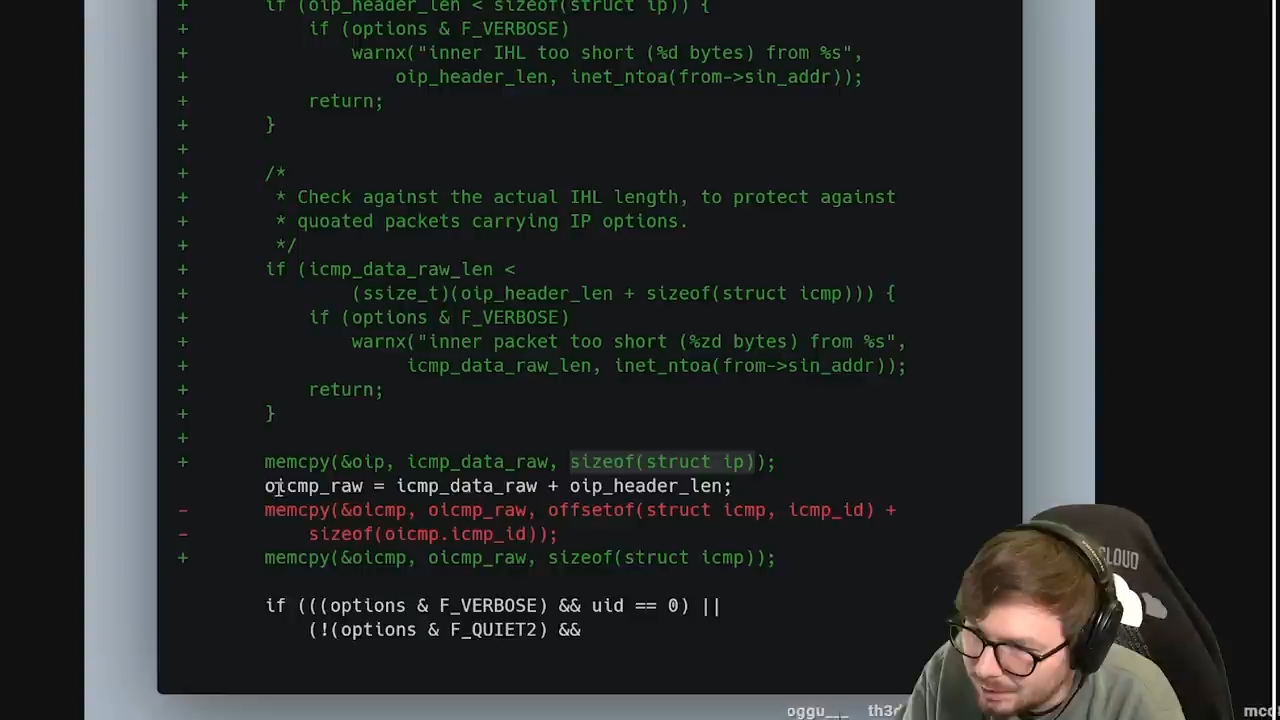 + if (oip_header_len < sizeof(struct ip)) {
+ if (options & F_VERBOSE)
+ warnx("inner IHL too short (%d bytes) from %s",
+ oip_header_len, inet_ntoa(from->sin_addr));
+ return;
+ }
+
+ /*
+ * Check against the actual IHL length, to protect against
+ * quoated packets carrying IP options.
+ */
+ if (icmp_data_raw_len <
+ (ssize_t)(oip_header_len + sizeof(struct icmp))) {
+ if (options & F_VERBOSE)
+ warnx("inner packet too short (%zd bytes) from %s",
+ icmp_data_raw_len, inet_ntoa(from->sin_addr));
+ return;
+ }
+
+ memcpy(&oip, icmp_data_raw, sizeof(struct ip));
oicmp_raw = icmp_data_raw + oip_header_len;
- memcpy(&oicmp, oicmp_raw, offsetof(struct icmp, icmp_id) +
- sizeof(oicmp.icmp_id));
+ memcpy(&oicmp, oicmp_raw, sizeof(struct icmp));
if (((options & F_VERBOSE) && uid == 0) ||
(!(options & F_QUIET2) &&
CLOUD
oggu___